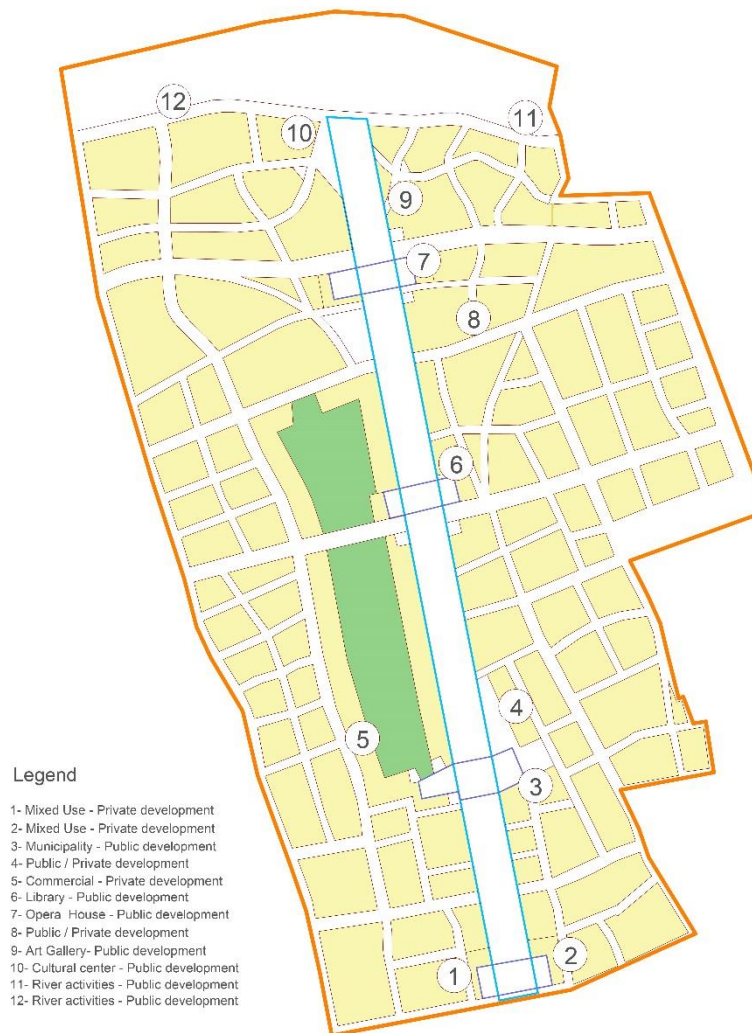 12
11
10
9
7
8
6
4
5
3
2
1
Legend
1- Mixed Use - Private development
2- Mixed Use - Private development
3- Municipality - Public development
4- Public / Private development
5- Commercial - Private development
6- Library - Public development
7- Opera House - Public development
8- Public / Private development
9- Art Gallery- Public development
10- Cultural center - Public development
11- River activities - Public development
12- River activities - Public development